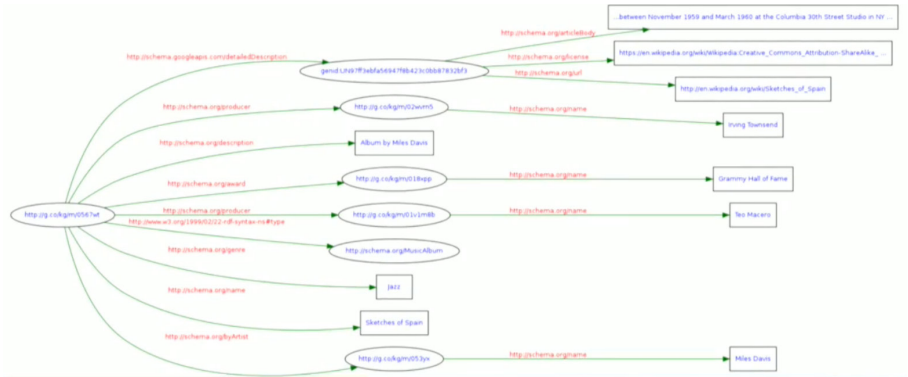 ...between November 1959 and March 1960 at the Columbia 30th Street Studio in NY ...
http://schema.org/articleBody
http://schema.googleapis.com/detailedDescription
http://schema.org/license
https://en.wikipedia.org/wiki/Wikipedia:Creative_Commons_Attribution-ShareAlike_ ...
http://schema.org/url
http://en.wikipedia.org/wiki/Sketches_of_Spain
http://schema.org/producer
http://g.co/kg/m/02wvm5
http://schema.org/name
Irving Townsend
http://schema.org/description
Album by Miles Davis
http://schema.org/award
http://g.co/kg/m/018xpp
http://schema.org/name
Grammy Hall of Fame
http://g.co/kg/m/0567wt
http://schema.org/producer
http://g.co/kg/m/01v1m8b
http://schema.org/name
Teo Macero
http://www.w3.org/1999/02/22-rdf-syntax-ns#type
http://schema.org/genre
http://schema.org/MusicAlbum
http://schema.org/name
Jazz
Sketches of Spain
http://schema.org/byArtist
http://g.co/kg/m/053yx
http://schema.org/name
Miles Davis